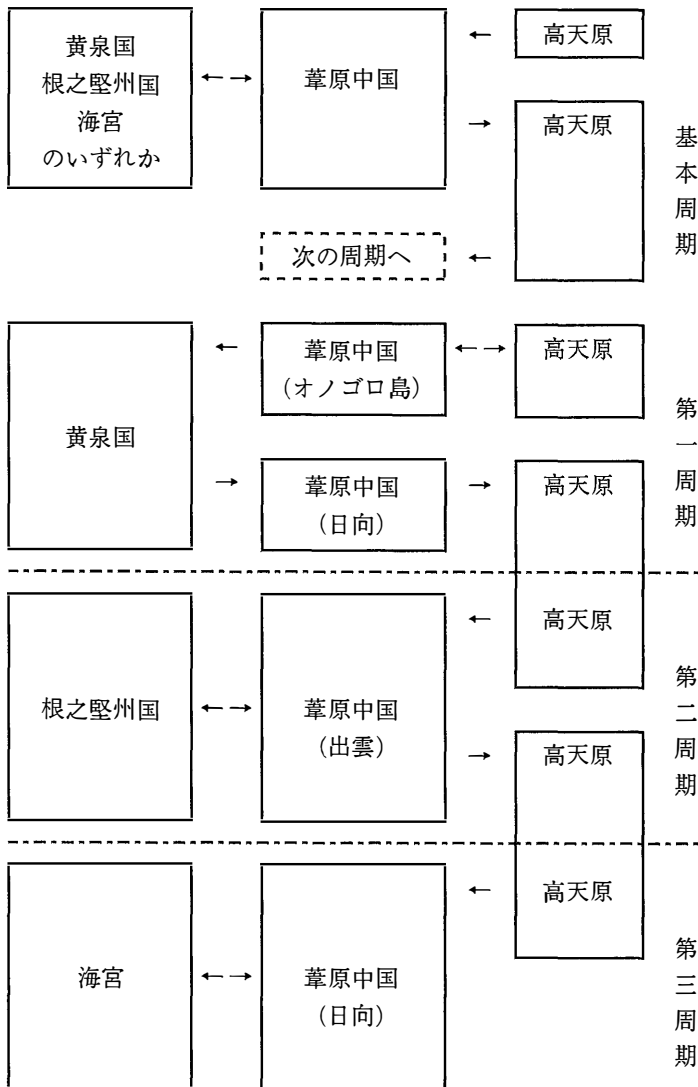 黄泉国
根之堅州国
海宮
のいずれか
←→
葦原中国
←
高天原
→
高天原
次の周期へ
←
基本周期
黄泉国
←
葦原中国
(オノゴロ島)
←→
高天原
→
葦原中国
(日向)
→
高天原
第一周期
根之堅州国
←→
葦原中国
(出雲)
←
高天原
→
高天原
第二周期
海宮
←→
葦原中国
(日向)
←
高天原
第三周期